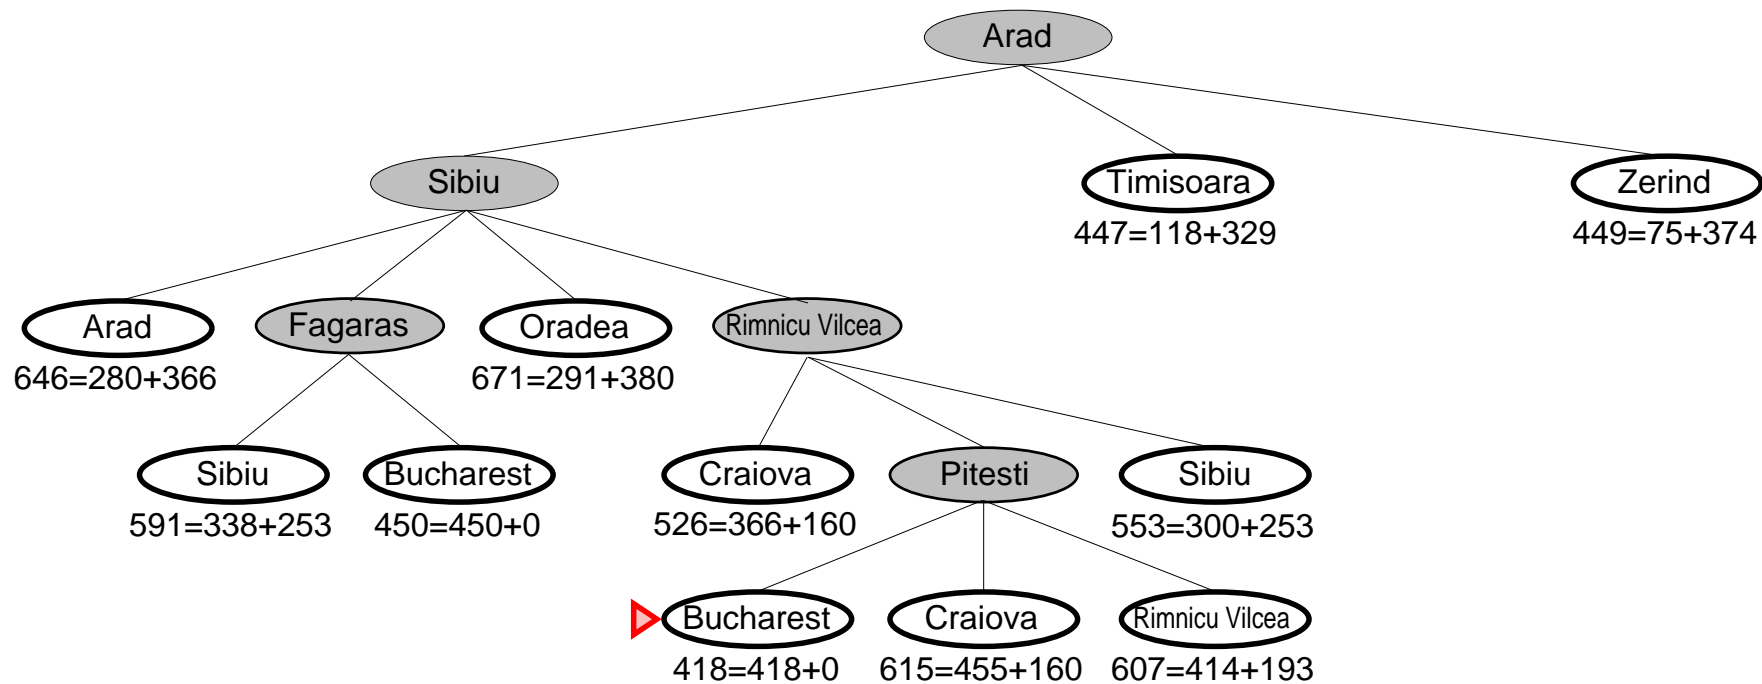 Arad
Sibiu
Timisoara
Zerind
447=118+329
449=75+374
Arad
Fagaras
Oradea
Rimnicu Vilcea
646=280+366
671=291+380
Sibiu
Bucharest
Craiova
Pitesti
Sibiu
591=338+253
450=450+0
526=366+160
553=300+253
Bucharest
Craiova
Rimnicu Vilcea
418=418+0
615=455+160
607=414+193